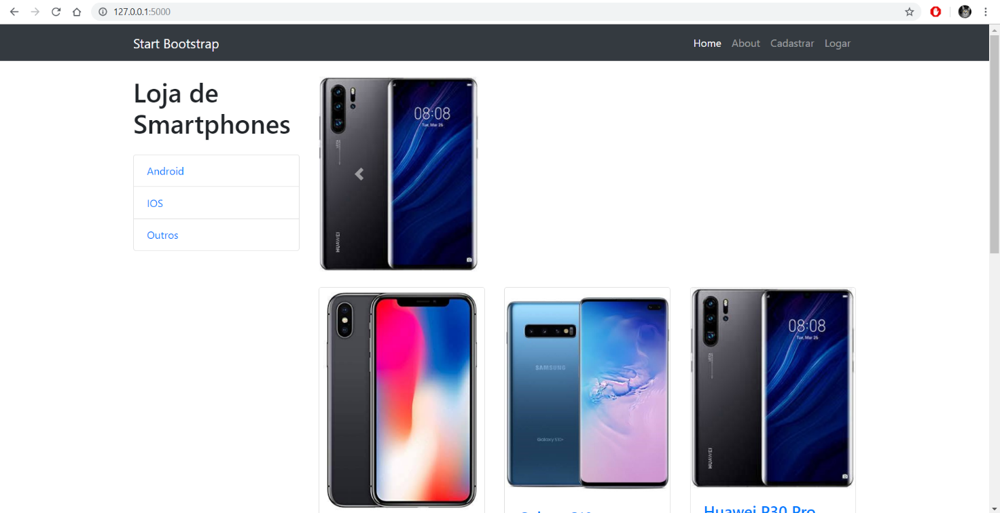 127.0.0.1:5000
Start Bootstrap
Home About Cadastrar Logar
Loja de
Smartphones
Android
IOS
Outros
08:08
Tue, Mar 26
HUAWEI
SAMSUNG
Galaxy S10+
08:08
Tue, Mar 26
HUAWEI
Huawei P30 Pro